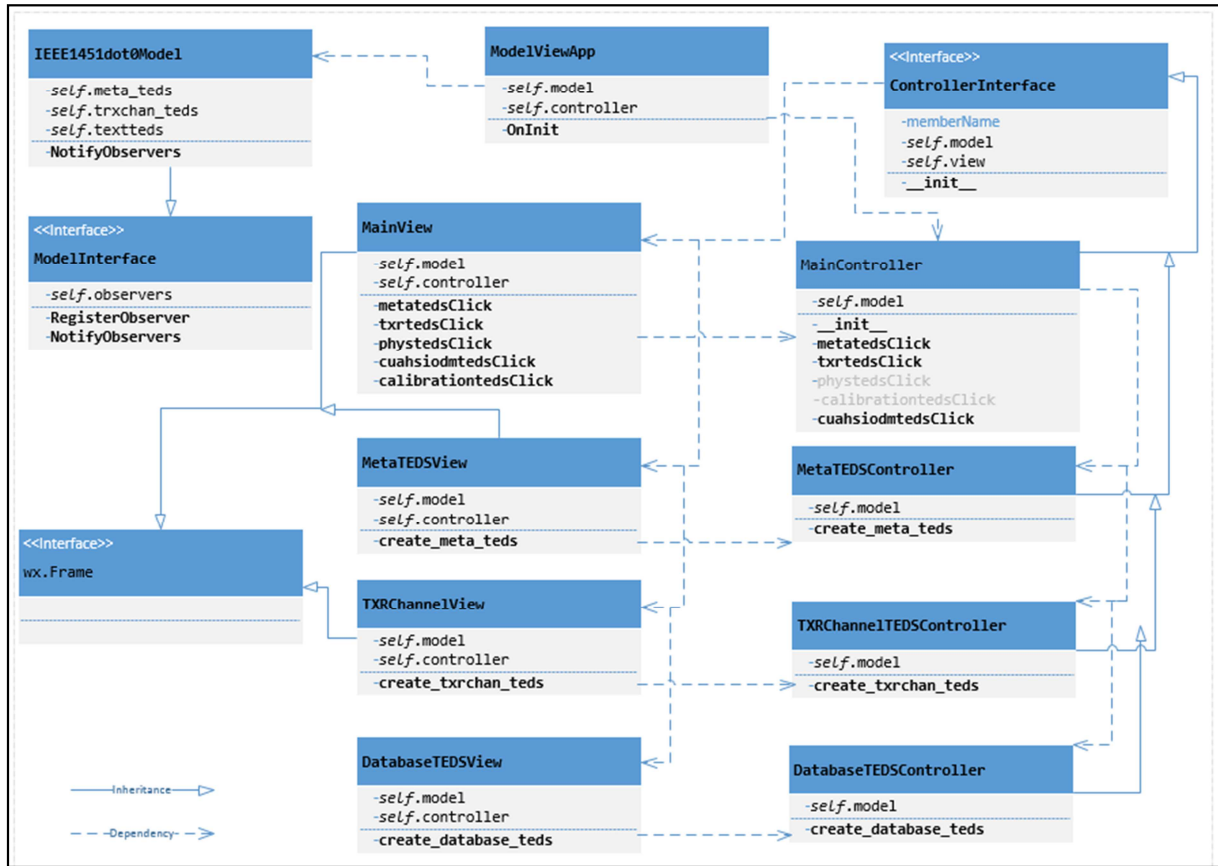 IEEE1451dot0Model
-self.meta_teds
-self.trxchan_teds
-self.textteds
-NotifyObservers
ModelViewApp
-self.model
-self.controller
-OnInit
<<Interface>>
ControllerInterface
-memberName
-self.model
-self.view
-__init__
<<Interface>>
ModelInterface
-self.observers
-RegisterObserver
-NotifyObservers
MainView
-self.model
-self.controller
-metatedsClick
-txrtedsClick
-phystedsClick
-cuahsiodmtedsClick
-calibrationtedsClick
MainController
-self.model
-__init__
-metatedsClick
-txrtedsClick
-phystedsClick
-calibrationtedsClick
-cuahsiodmtedsClick
MetaTEDSView
-self.model
-self.controller
-create_meta_teds
MetaTEDSController
-self.model
-create_meta_teds
<<Interface>>
wx.Frame
TXRChannelView
-self.model
-self.controller
-create_txrchan_teds
TXRChannelTEDSController
-self.model
-create_txrchan_teds
DatabaseTEDSView
-self.model
-self.controller
-create_database_teds
DatabaseTEDSController
-self.model
-create_database_teds
Inheritance
Dependency